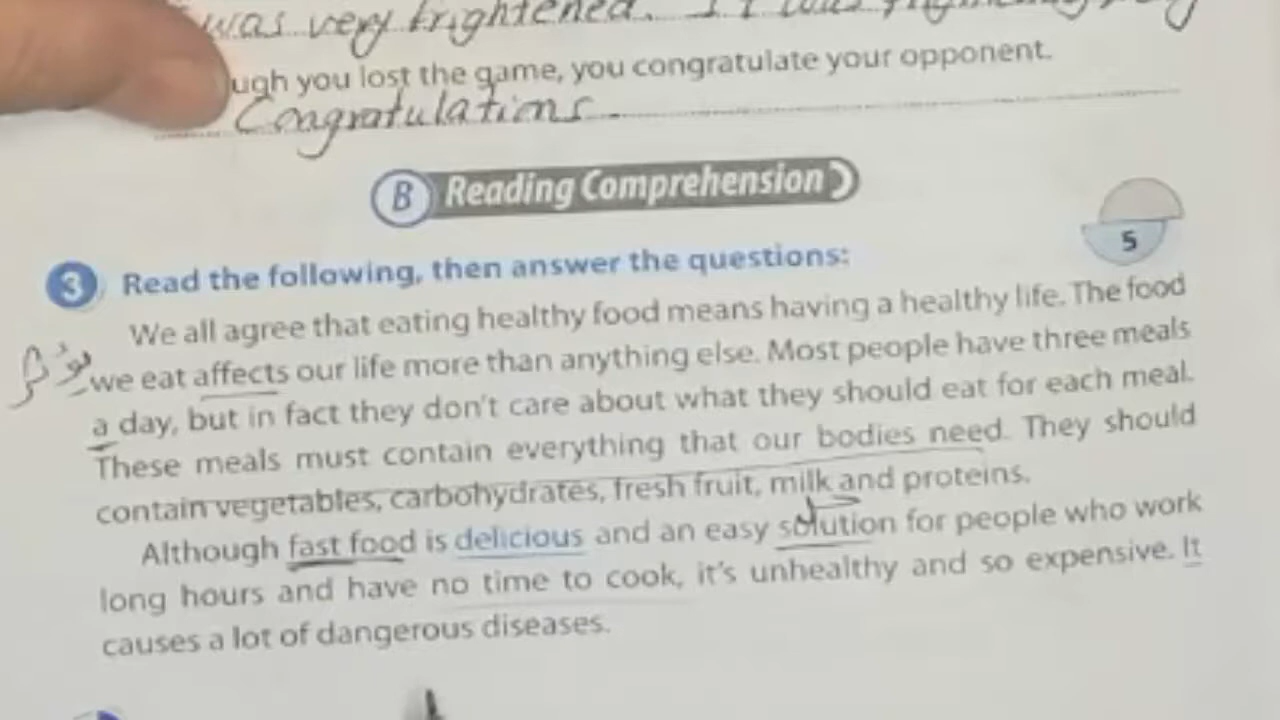 was very frightened. It was
ugh you lost the game, you congratulate your opponent.
Congratulations.
B Reading Comprehension
5
3 Read the following, then answer the questions:
We all agree that eating healthy food means having a healthy life. The food
we eat affects our life more than anything else. Most people have three meals
a day, but in fact they don't care about what they should eat for each meal.
These meals must contain everything that our bodies need. They should
contain vegetables, carbohydrates, fresh fruit, milk and proteins.
Although fast food is delicious and an easy solution for people who work
long hours and have no time to cook, it's unhealthy and so expensive. It
causes a lot of dangerous diseases.